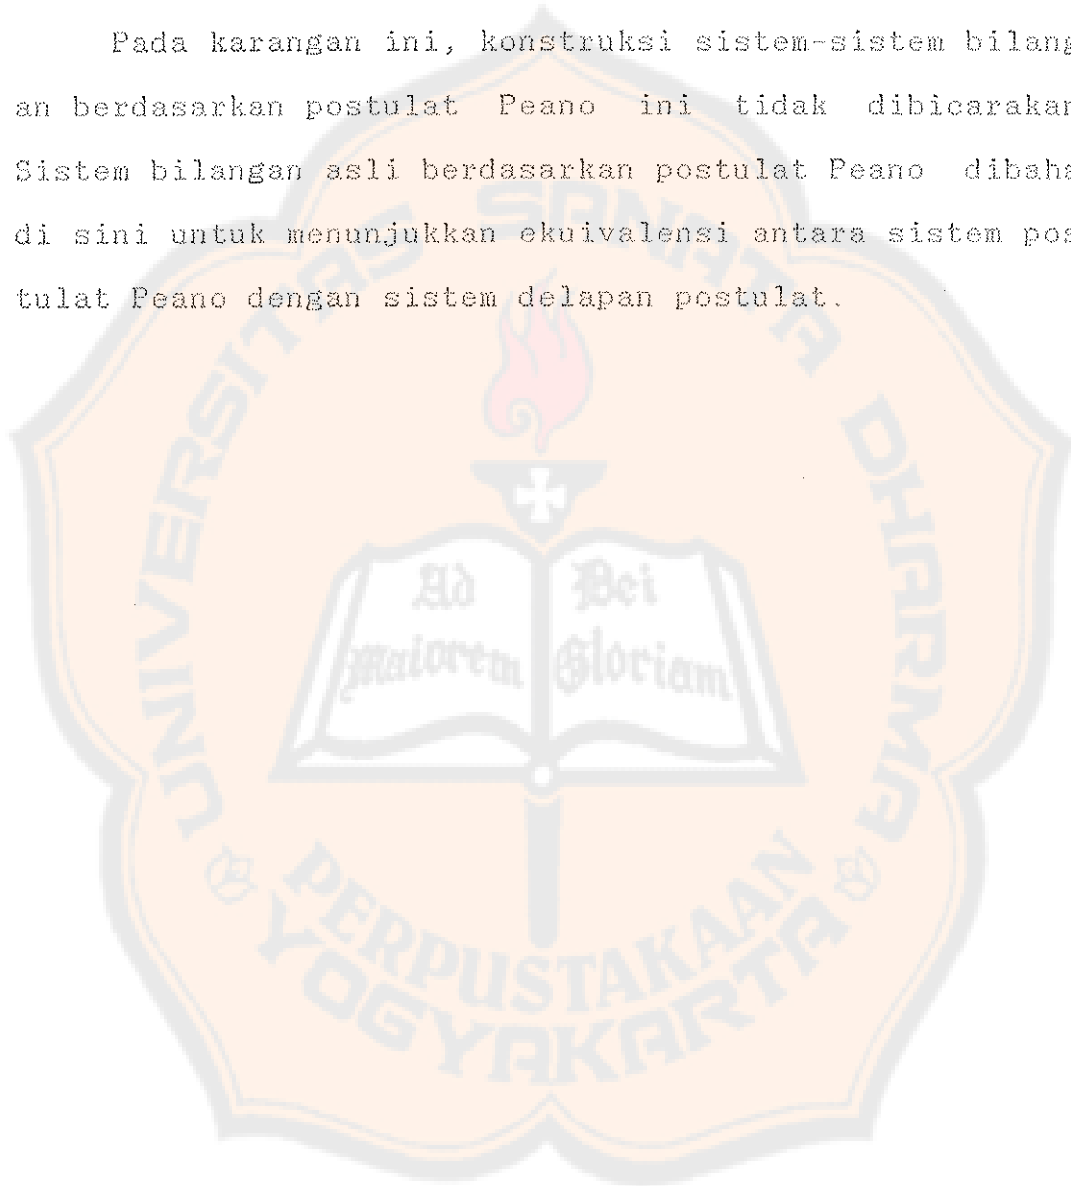 Pada karangan ini, konstruksi sistem-sistem bilang
an berdasarkan postulat Peano ini tidak dibicarakan
Sistem bilangan asli berdasarkan postulat Peano dibaha
di sini untuk menunjukkan ekuivalensi antara sistem pos
tulat Peano dengan sistem delapan postulat.
UNIVERSITAS SANATA DHARMA
Ad Dei
Maiorem Gloriam
PERPUSTAKAAN
YOGYAKARTA